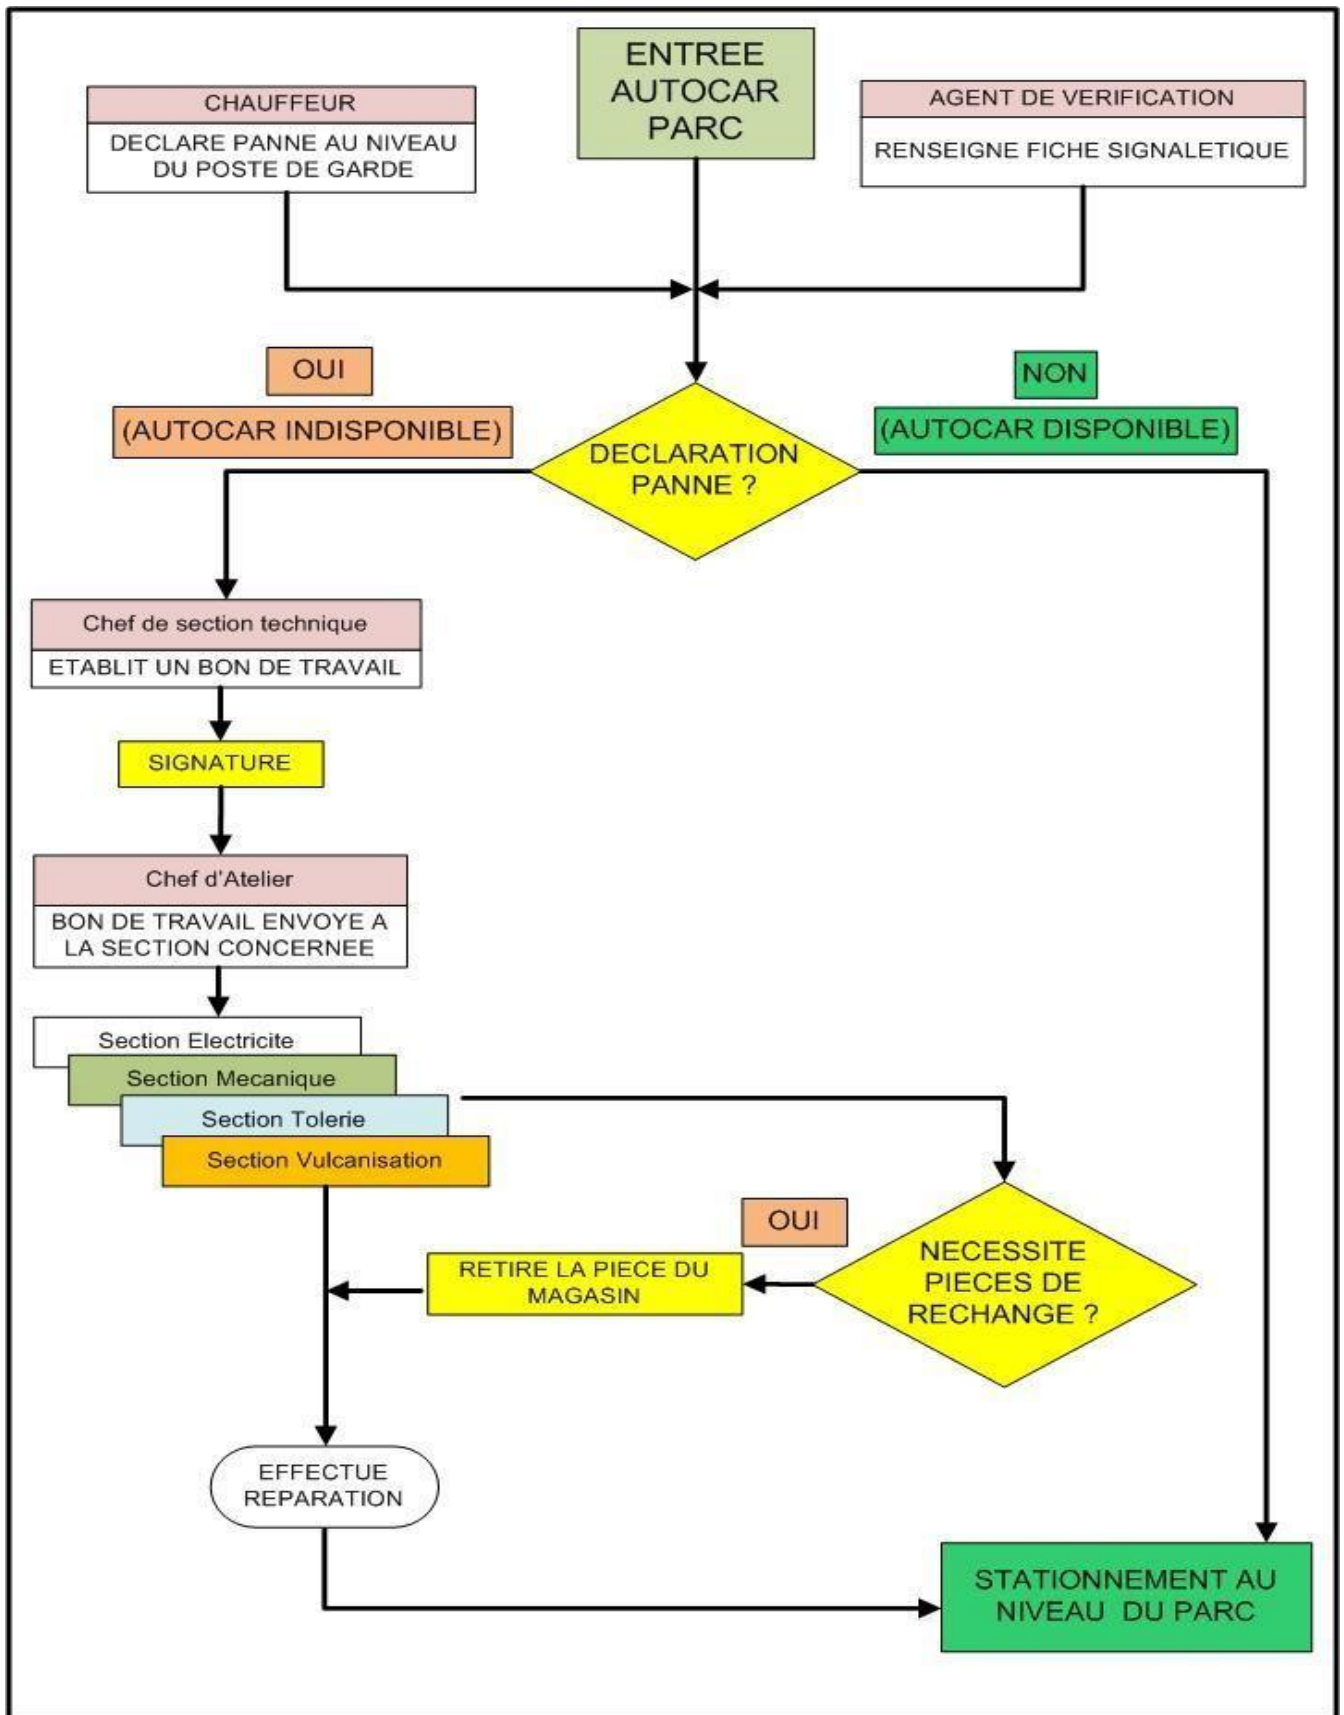 ENTREE
AUTOCAR
PARC
CHAUFFEUR
DECLARE PANNE AU NIVEAU
DU POSTE DE GARDE
AGENT DE VERIFICATION
RENSEIGNE FICHE SIGNALETIQUE
OUI
(AUTOCAR INDISPONIBLE)
NON
(AUTOCAR DISPONIBLE)
DECLARATION
PANNE ?
Chef de section technique
ETABLIT UN BON DE TRAVAIL
SIGNATURE
Chef d'Atelier
BON DE TRAVAIL ENVOYE A
LA SECTION CONCERNEE
Section Electricite
Section Mecanique
Section Tolerie
Section Vulcanisation
OUI
NECESSITE
PIECES DE
RECHANGE ?
RETIRE LA PIECE DU
MAGASIN
EFFECTUE
REPARATION
STATIONNEMENT AU
NIVEAU DU PARC